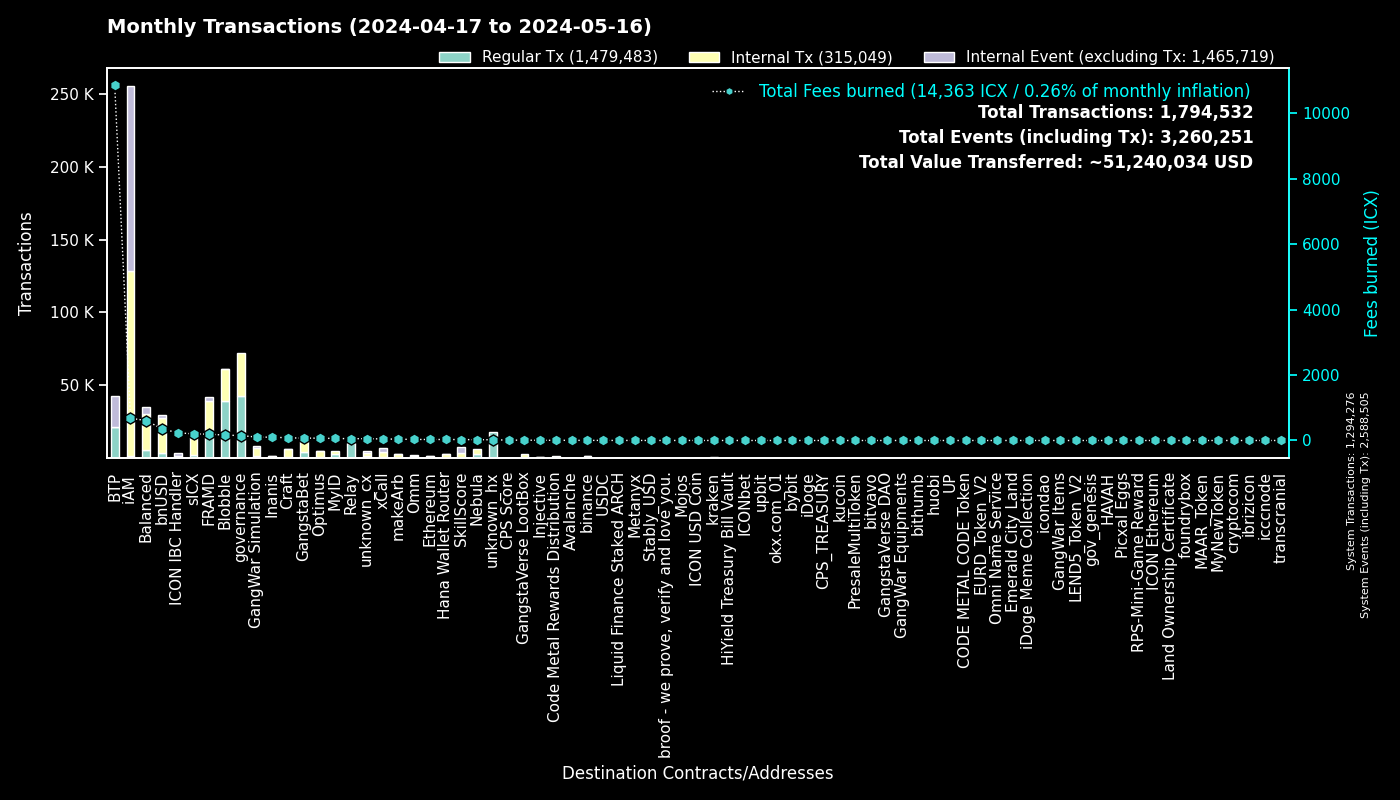 Monthly Transactions (2024-04-17 to 2024-05-16)
Regular Tx (1,479,483)
Internal Tx (315,049)
Internal Event (excluding Tx: 1,465,719)
Total Fees burned (14,363 ICX / 0.26% of monthly inflation)
Total Transactions: 1,794,532
Total Events (including Tx): 3,260,251
Total Value Transferred: ~51,240,034 USD
Transactions
250 K
200 K
150 K
100 K
50 K
10000
8000
6000
4000
2000
0
Fees burned (ICX)
System Transactions: 1,294,276
System Events (including Tx): 2,588,505
BTP
iAM
Balanced
bnUSD
ICON IBC Handler
sICX
FRAMD
Blobble
governance
GangWar Simulation
Inanis
Craft
GangstaBet
Optimus
MyID
Relay
unknown_cx
xCall
makeArb
Omm
Ethereum
Hana Wallet Router
SkillScore
Nebula
unknown_hx
CPS_Score
GangstaVerse LootBox
Injective
Code Metal Rewards Distribution
Avalanche
binance
USDC
Liquid Finance Staked ARCH
Metanyx
Stably_USD
broof - we prove, verify and love you.
Mojos
ICON USD Coin
kraken
HiYield Treasury Bill Vault
ICONbet
upbit
okx.com_01
bybit
iDoge
CPS_TREASURY
kucoin
PresaleMultiToken
bitvavo
GangstaVerse DAO
GangWar Equipments
bithumb
huobi
UP
CODE METAL CODE Token
EURD_Token_V2
Omni Name Service
Emerald City Land
iDoge Meme Collection
icondao
GangWar Items
LEND5_Token_V2
gov_genesis
HAVAH
Picxal Eggs
RPS-Mini-Game Reward
ICON Ethereum
Land Ownership Certificate
foundrybox
MAAR_Token
MyNewToken
cryptocom
ibrizicon
icccnode
transcranial
Destination Contracts/Addresses